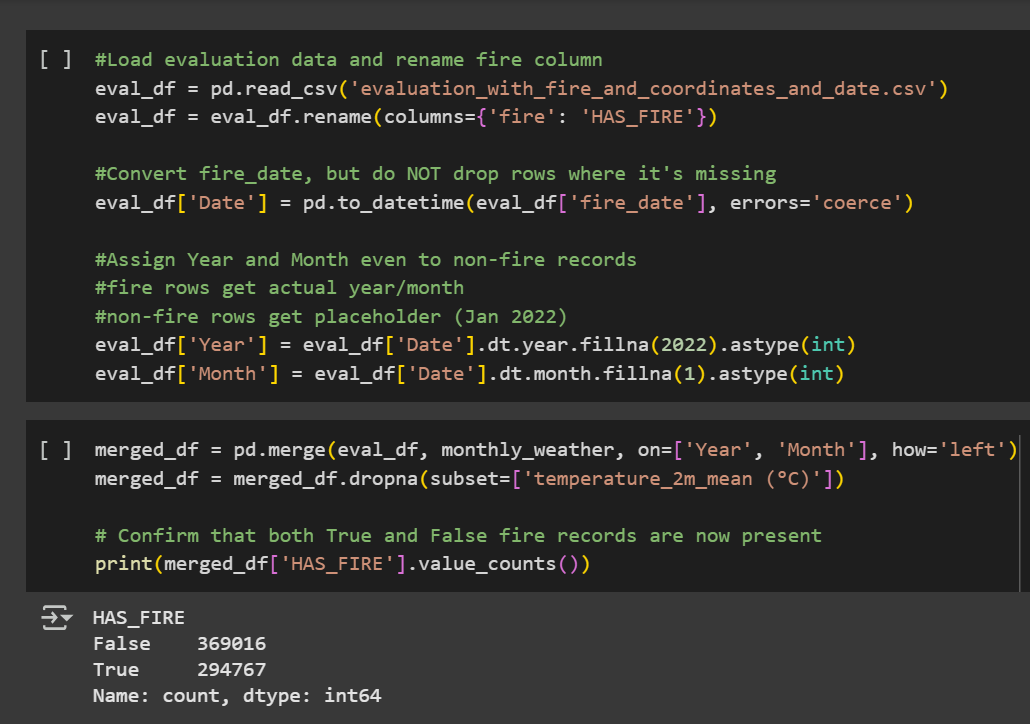 [ ] #Load evaluation data and rename fire column
eval_df = pd.read_csv('evaluation_with_fire_and_coordinates_and_date.csv')
eval_df = eval_df.rename(columns={'fire': 'HAS_FIRE'})
#Convert fire_date, but do NOT drop rows where it's missing
eval_df['Date'] = pd.to_datetime(eval_df['fire_date'], errors='coerce')
#Assign Year and Month even to non-fire records
#fire rows get actual year/month
#non-fire rows get placeholder (Jan 2022)
eval_df['Year'] = eval_df['Date'].dt.year.fillna(2022).astype(int)
eval_df['Month'] = eval_df['Date'].dt.month.fillna(1).astype(int)
[ ] merged_df = pd.merge(eval_df, monthly_weather, on=['Year', 'Month'], how='left')
merged_df = merged_df.dropna(subset=['temperature_2m_mean (°C)'])
# Confirm that both True and False fire records are now present
print(merged_df['HAS_FIRE'].value_counts())
HAS_FIRE
False    369016
True     294767
Name: count, dtype: int64